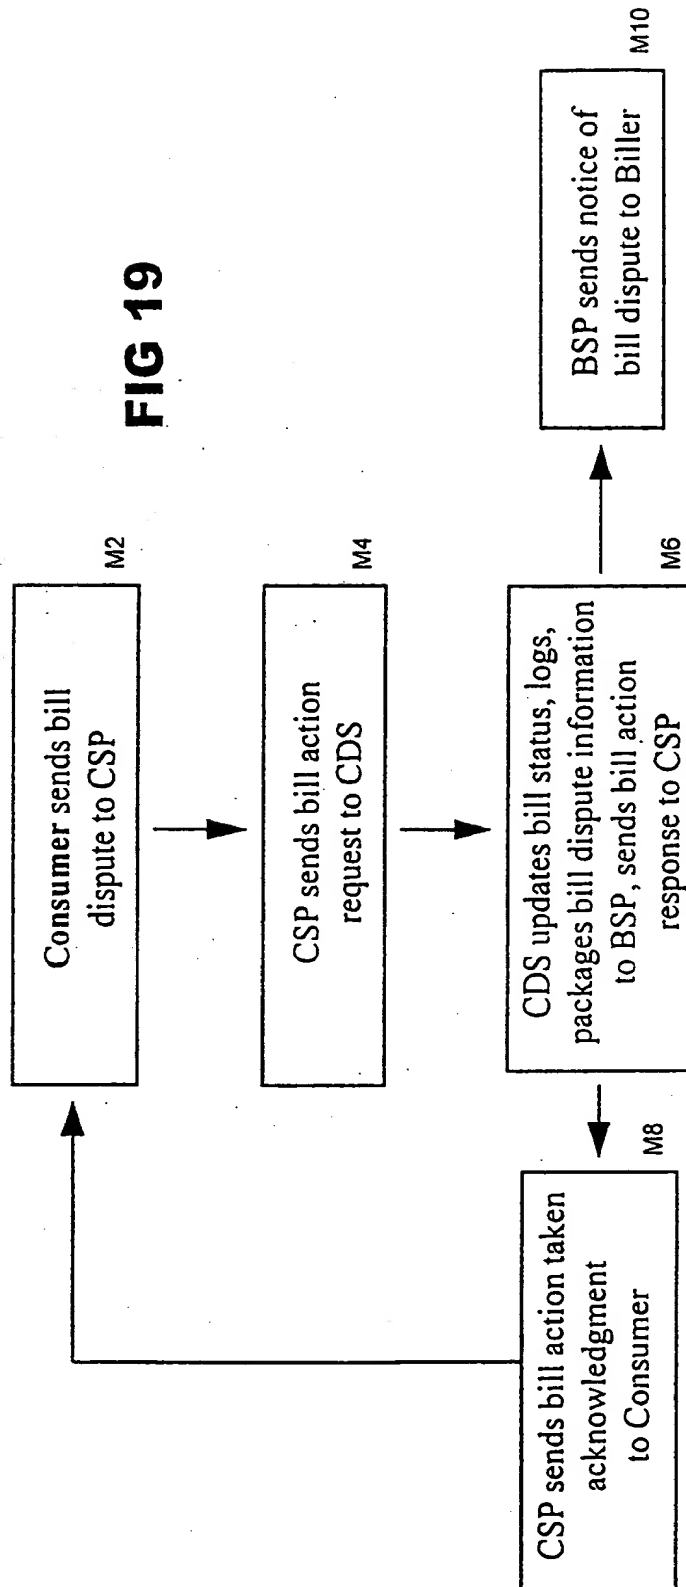 FIG 19
Consumer sends bill
dispute to CSP
M2
CSP sends bill action
request to CDS
M4
CDS updates bill status, logs,
packages bill dispute information
to BSP, sends bill action
response to CSP
M6
CSP sends bill action taken
acknowledgment
to Consumer
M8
BSP sends notice of
bill dispute to Biller
M10